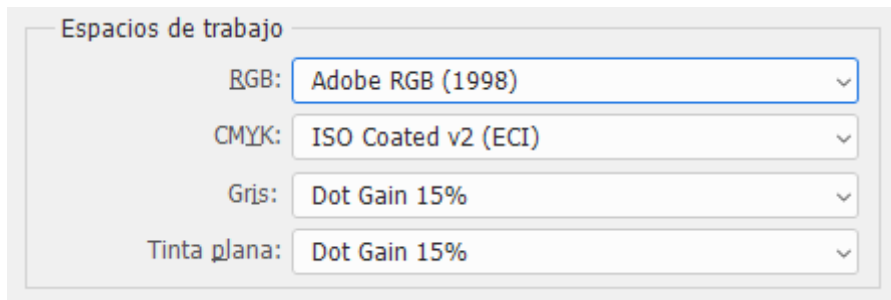 Espacios de trabajo
RGB: Adobe RGB (1998)
CMYK: ISO Coated v2 (ECI)
Gris: Dot Gain 15%
Tinta plana: Dot Gain 15%